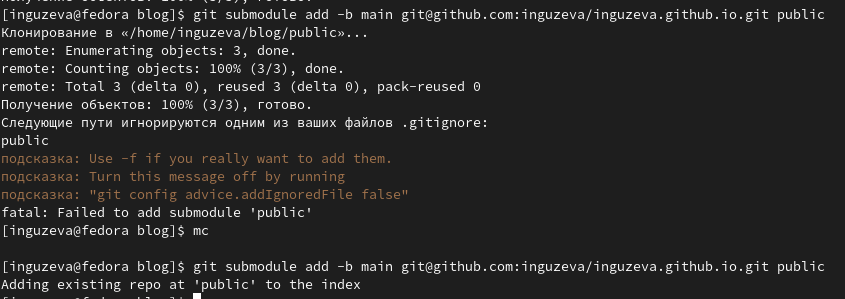 [inguzeva@fedora blog]$ git submodule add -b main git@github.com:inguzeva/inguzeva.github.io.git public
Клонирование в «/home/inguzeva/blog/public»...
remote: Enumerating objects: 3, done.
remote: Counting objects: 100% (3/3), done.
remote: Total 3 (delta 0), reused 3 (delta 0), pack-reused 0
Получение объектов: 100% (3/3), готово.
Следующие пути игнорируются одним из ваших файлов .gitignore:
public
подсказка: Use -f if you really want to add them.
подсказка: Turn this message off by running
подсказка: "git config advice.addIgnoredFile false"
fatal: Failed to add submodule 'public'
[inguzeva@fedora blog]$ mc
[inguzeva@fedora blog]$ git submodule add -b main git@github.com:inguzeva/inguzeva.github.io.git public
Adding existing repo at 'public' to the index